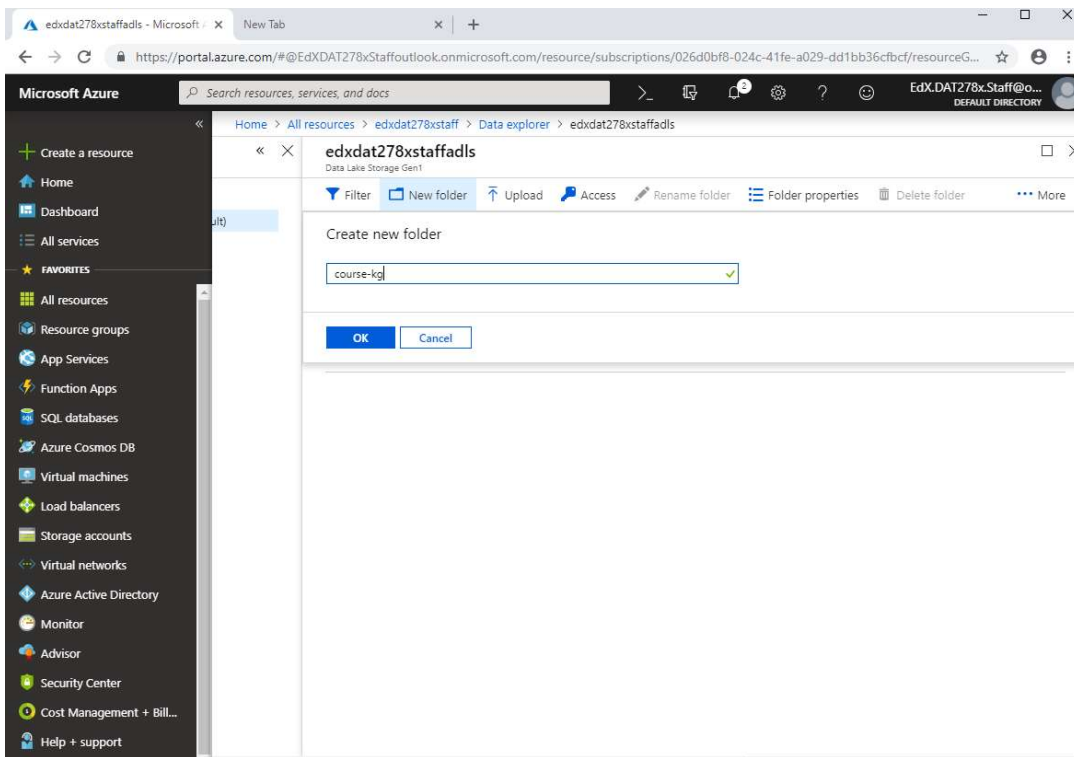 edxdat278xstaffadls - Microsoft A
New Tab
https://portal.azure.com/#@EdXDAT278xStaffoutlook.onmicrosoft.com/resource/subscriptions/026d0bf8-024c-41fe-a029-dd1bb36cfbcf/resourceG...
Microsoft Azure
Search resources, services, and docs
2
EdX.DAT278x.Staff@o...
DEFAULT DIRECTORY
Home > All resources > edxdat278xstaff > Data explorer > edxdat278xstaffadls
Create a resource
Home
Dashboard
All services
FAVORITES
All resources
Resource groups
App Services
Function Apps
SQL databases
Azure Cosmos DB
Virtual machines
Load balancers
Storage accounts
Virtual networks
Azure Active Directory
Monitor
Advisor
Security Center
Cost Management + Bill...
Help + support
ult)
edxdat278xstaffadls
Data Lake Storage Gen1
Filter New folder Upload Access Rename folder Folder properties Delete folder More
Create new folder
course-kg
OK Cancel